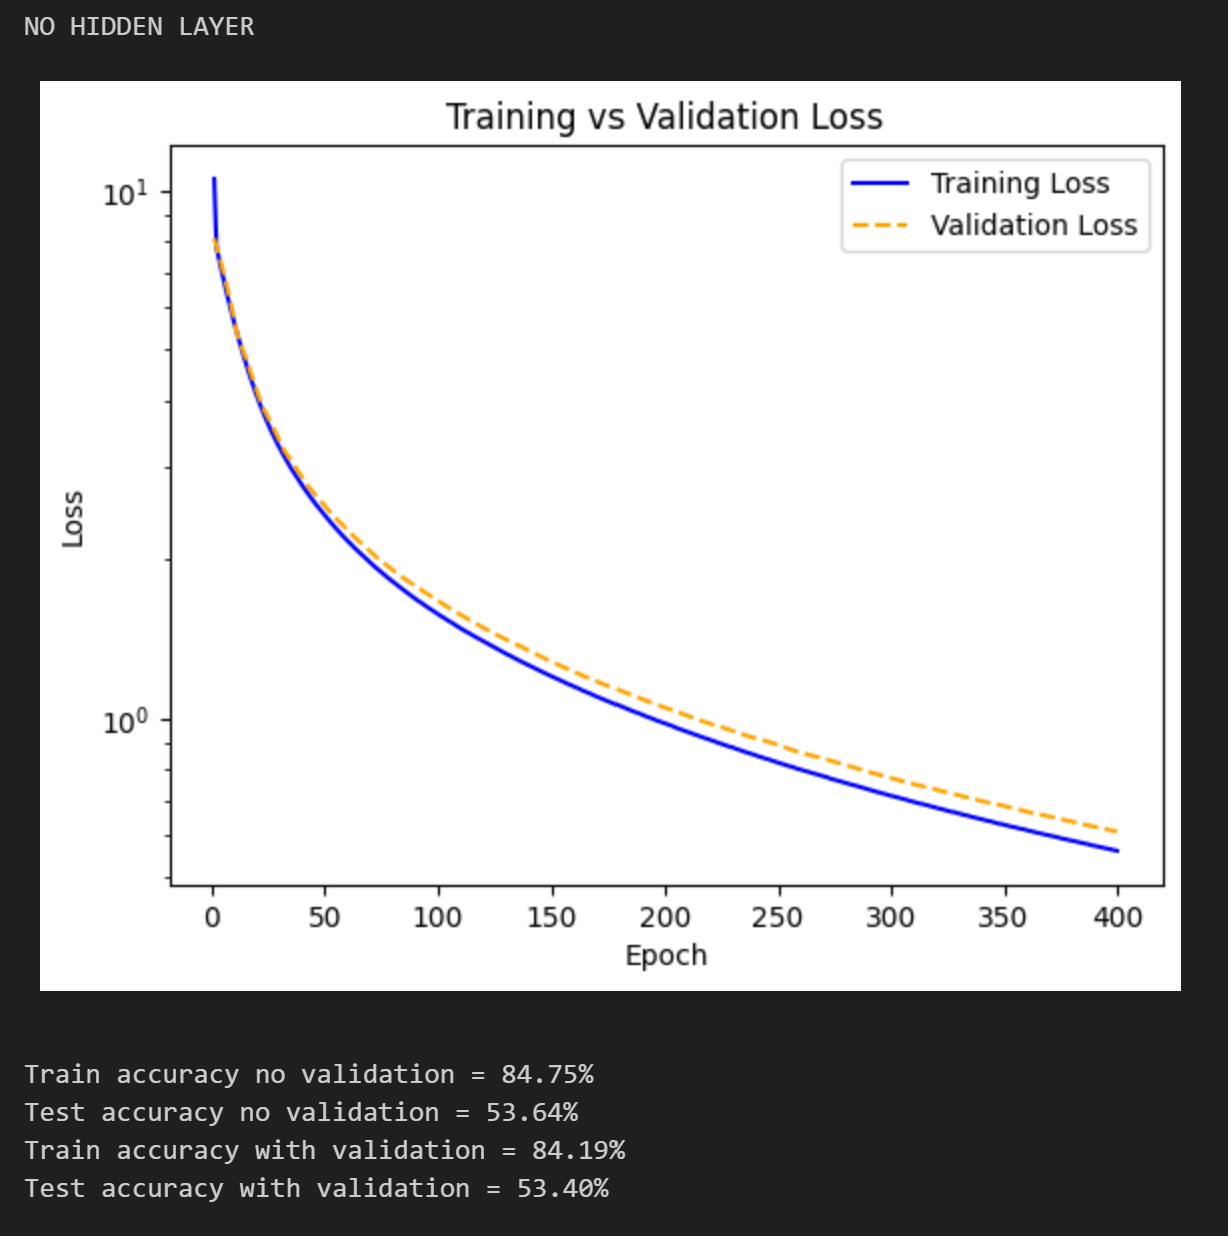 NO HIDDEN LAYER
Training vs Validation Loss
Training Loss
Validation Loss
10¹
10⁰
Loss
0 50 100 150 200 250 300 350 400
Epoch
Train accuracy no validation = 84.75%
Test accuracy no validation = 53.64%
Train accuracy with validation = 84.19%
Test accuracy with validation = 53.40%